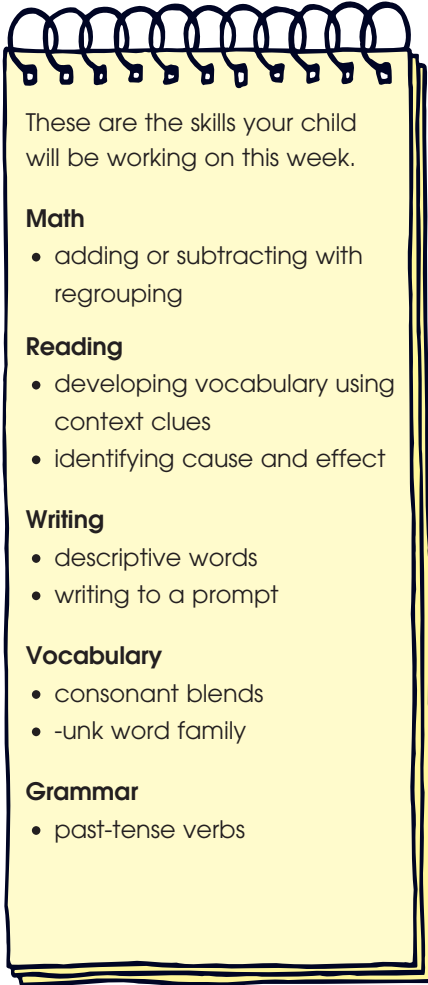 These are the skills your child
will be working on this week.
Math
• adding or subtracting with
regrouping
Reading
• developing vocabulary using
context clues
• identifying cause and effect
Writing
• descriptive words
• writing to a prompt
Vocabulary
• consonant blends
• -unk word family
Grammar
• past-tense verbs